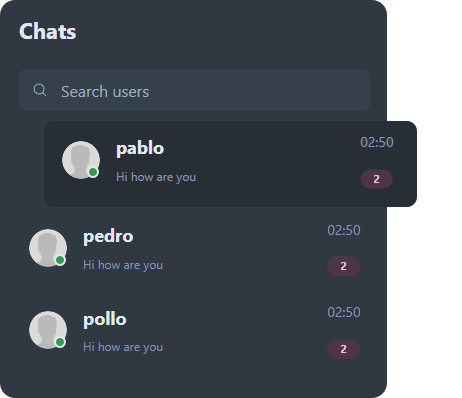 Chats
Search users
pablo 02:50
Hi how are you 2
pedro 02:50
Hi how are you 2
pollo 02:50
Hi how are you 2